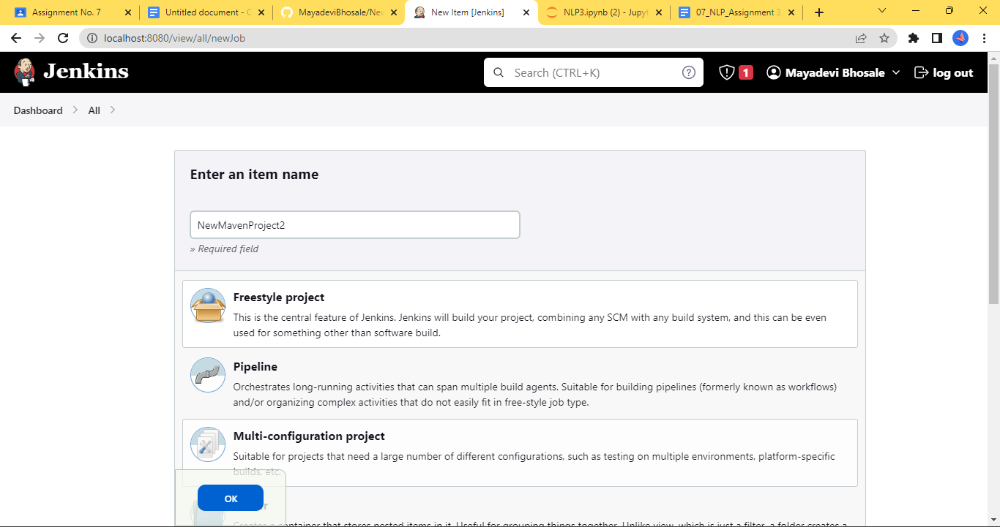 Assignment No. 7
Untitled document - G
MayadeviBhosale/Nev
New Item [Jenkins]
NLP3.ipynb (2) - Jupyt
07_NLP_Assignment 3
localhost:8080/view/all/newJob
Jenkins
Search (CTRL+K)
1
Mayadevi Bhosale
log out
Dashboard
All
Enter an item name
NewMavenProject2
» Required field
Freestyle project
This is the central feature of Jenkins. Jenkins will build your project, combining any SCM with any build system, and this can be even
used for something other than software build.
Pipeline
Orchestrates long-running activities that can span multiple build agents. Suitable for building pipelines (formerly known as workflows)
and/or organizing complex activities that do not easily fit in free-style job type.
Multi-configuration project
Suitable for projects that need a large number of different configurations, such as testing on multiple environments, platform-specific
builds, etc.
OK
Creates a container that stores nested items in it. Useful for grouping things together. Unlike view, which is just a filter, a folder creates a